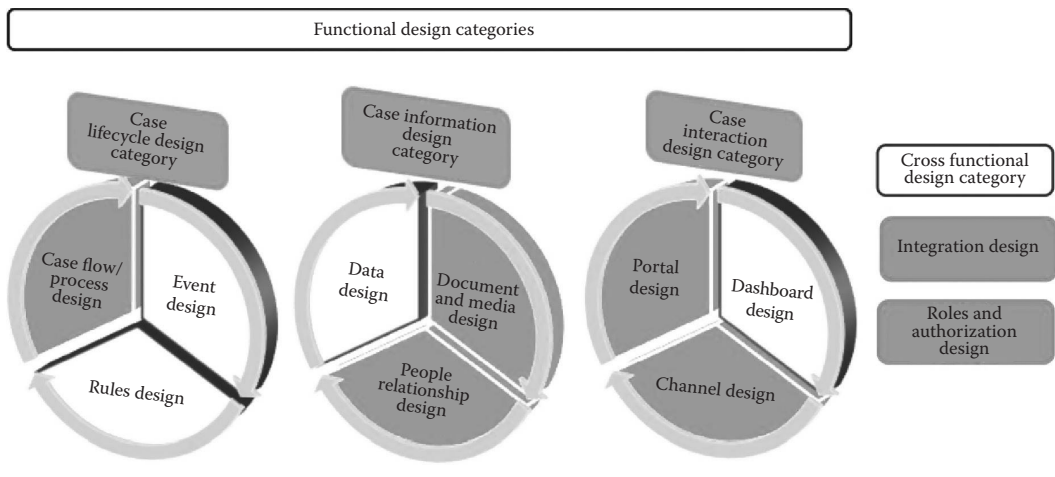 Functional design categories
Case
lifecycle design
category
Case flow/
process
design
Event
design
Rules design
Case information
design
category
Data
design
Document
and media
design
People
relationship
design
Case
interaction
design category
Portal
design
Dashboard
design
Channel design
Cross functional
design category
Integration design
Roles and
authorization
design